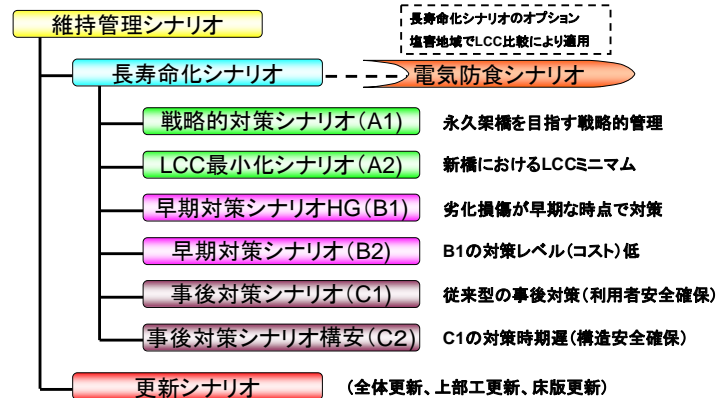 維持管理シナリオ
長寿命化シナリオのオプション
塩害地域でLCC比較により適用
長寿命化シナリオ
電気防食シナリオ
戦略的対策シナリオ(A1) 永久架橋を目指す戦略的管理
LCC最小化シナリオ(A2) 新橋におけるLCCミニマム
早期対策シナリオHG(B1) 劣化損傷が早期な時点で対策
早期対策シナリオ(B2) B1の対策レベル(コスト)低
事後対策シナリオ(C1) 従来型の事後対策(利用者安全確保)
事後対策シナリオ構安(C2) C1の対策時期遅(構造安全確保)
更新シナリオ (全体更新、上部工更新、床版更新)